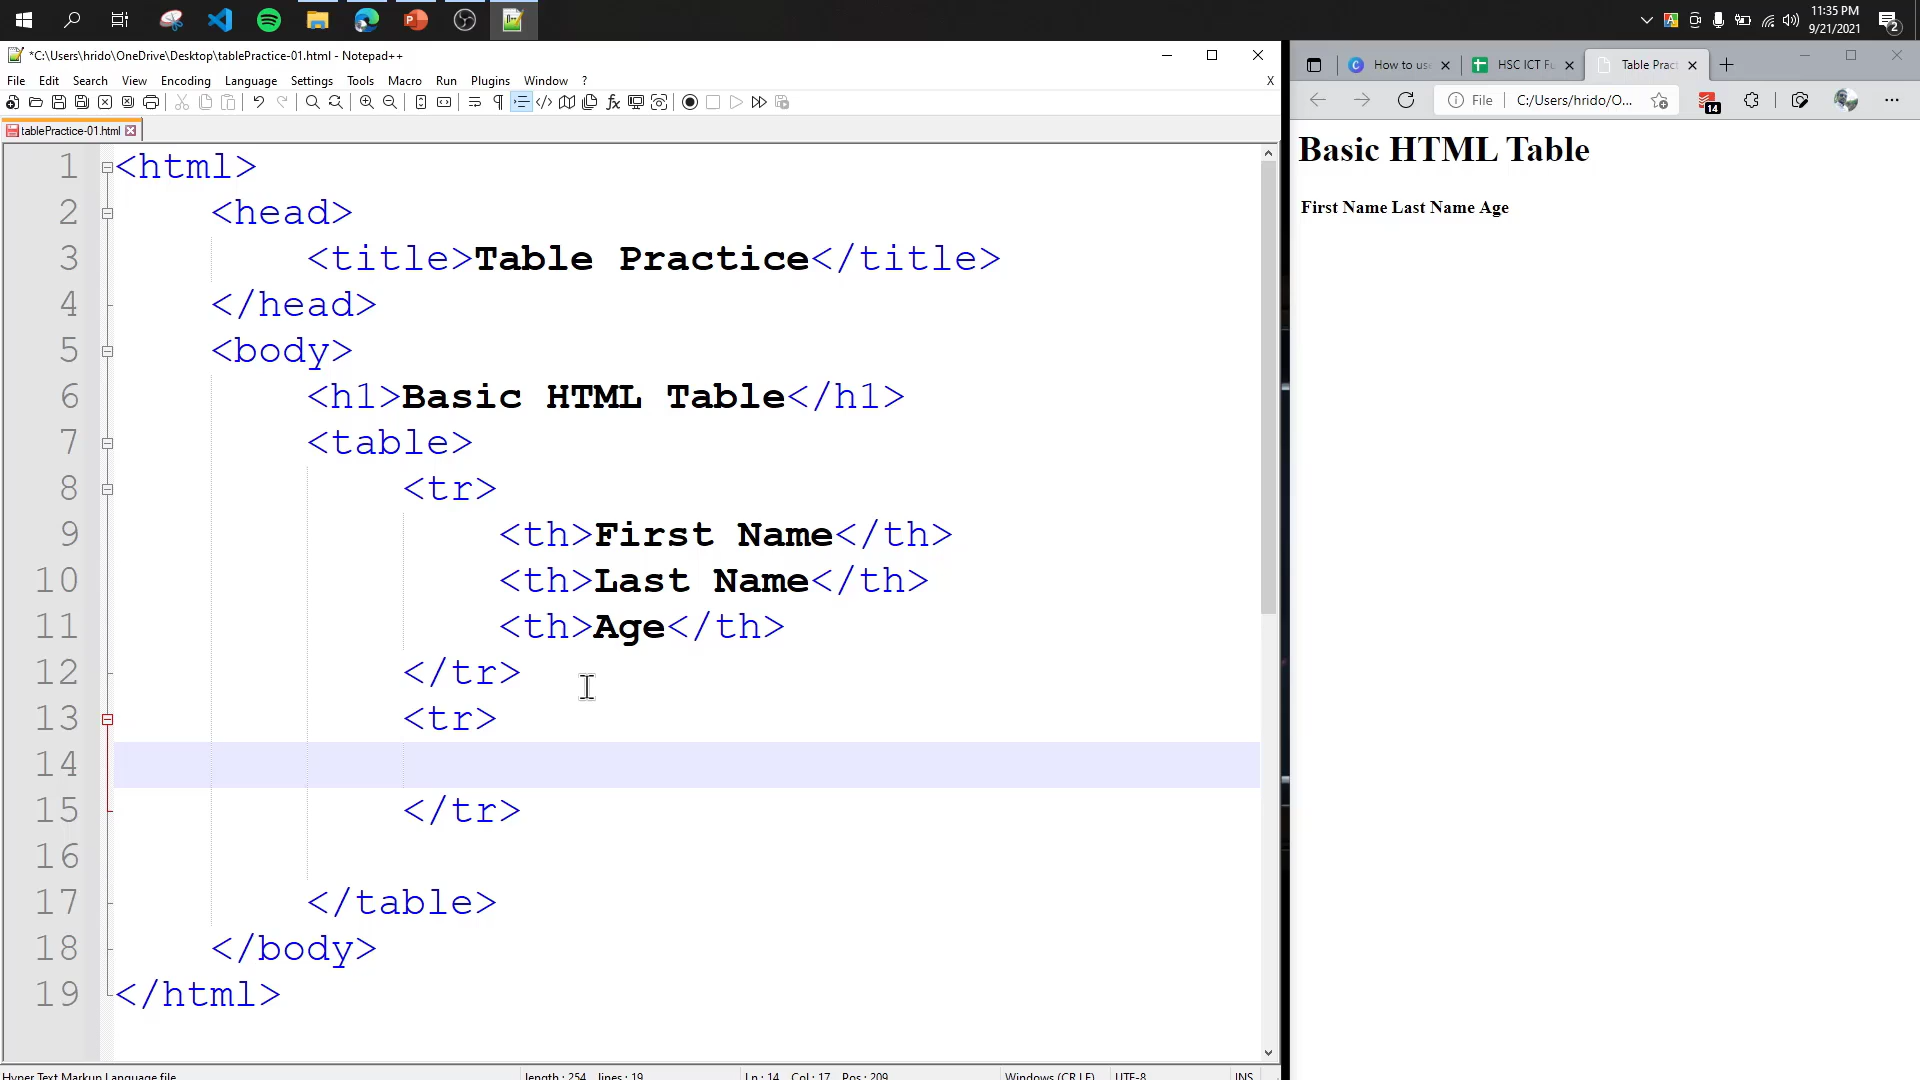 11:35 PM
9/21/2021
2
*C:\Users\hrido\OneDrive\Desktop\tablePractice-01.html - Notepad++
File Edit Search View Encoding Language Settings Tools Macro Run Plugins Window ? X
tablePractice-01.html
1 <html>
2 <head>
3 <title>Table Practice</title>
4 </head>
5 <body>
6 <h1>Basic HTML Table</h1>
7 <table>
8 <tr>
9 <th>First Name</th>
10 <th>Last Name</th>
11 <th>Age</th>
12 </tr>
13 <tr>
14
15 </tr>
16
17 </table>
18 </body>
19 </html>
Hyper Text Markup Language file length : 254 lines : 19 Ln : 14 Col : 17 Pos : 209 Windows (CR LF) UTF-8 INS
How to use HSC ICT Fu Table Prac
File C:/Users/hrido/O... 14
Basic HTML Table
First Name Last Name Age